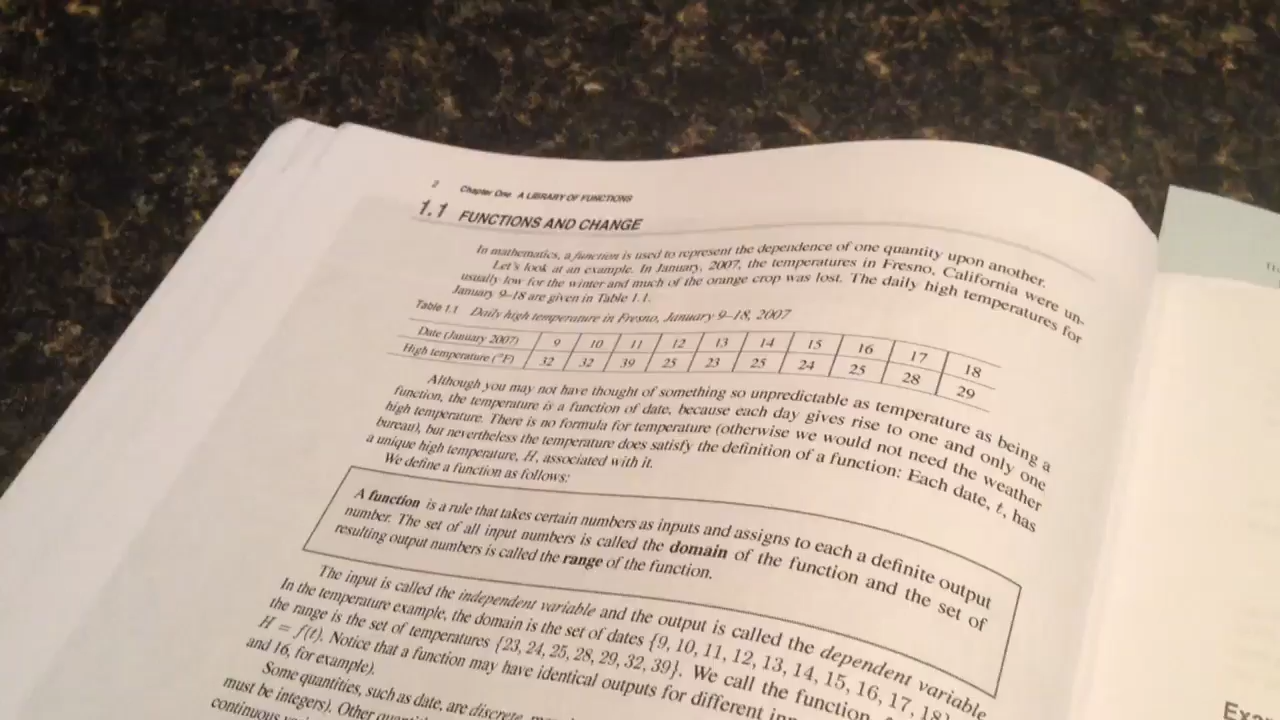 2 Chapter One A LIBRARY OF FUNCTIONS
1.1 FUNCTIONS AND CHANGE
In mathematics, a function is used to represent the dependence of one quantity upon another.
Let's look at an example. In January, 2007, the temperatures in Fresno, California were un-
usually low for the winter and much of the orange crop was lost. The daily high temperatures for
January 9–18 are given in Table 1.1.
Table 1.1 Daily high temperature in Fresno, January 9–18, 2007
Date (January 2007) 9 10 11 12 13 14 15 16 17 18
High temperature (°F) 32 32 39 25 23 25 24 25 28 29
Although you may not have thought of something so unpredictable as temperature as being a
function, the temperature is a function of date, because each day gives rise to one and only one
high temperature. There is no formula for temperature (otherwise we would not need the weather
bureau), but nevertheless the temperature does satisfy the definition of a function: Each date, t, has
a unique high temperature, H, associated with it.
We define a function as follows:
A function is a rule that takes certain numbers as inputs and assigns to each a definite output
number. The set of all input numbers is called the domain of the function and the set of
resulting output numbers is called the range of the function.
The input is called the independent variable and the output is called the dependent variable
In the temperature example, the domain is the set of dates {9, 10, 11, 12, 13, 14, 15, 16, 17, 18}
the range is the set of temperatures {23, 24, 25, 28, 29, 32, 39}. We call the function
H = f(t). Notice that a function may have identical outputs for different
and 16, for example).
Some quantities, such as date, are discrete,
must be integers). Other
continuous